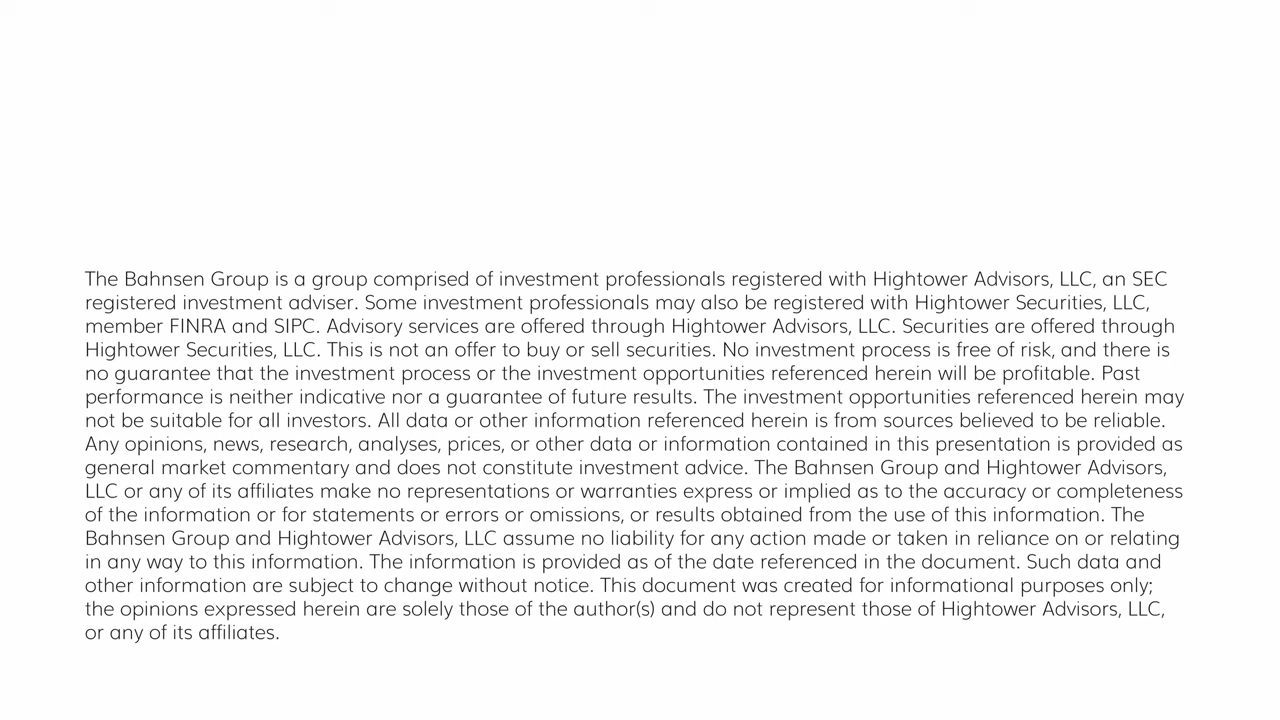 The Bahnsen Group is a group comprised of investment professionals registered with Hightower Advisors, LLC, an SEC
registered investment adviser. Some investment professionals may also be registered with Hightower Securities, LLC,
member FINRA and SIPC. Advisory services are offered through Hightower Advisors, LLC. Securities are offered through
Hightower Securities, LLC. This is not an offer to buy or sell securities. No investment process is free of risk, and there is
no guarantee that the investment process or the investment opportunities referenced herein will be profitable. Past
performance is neither indicative nor a guarantee of future results. The investment opportunities referenced herein may
not be suitable for all investors. All data or other information referenced herein is from sources believed to be reliable.
Any opinions, news, research, analyses, prices, or other data or information contained in this presentation is provided as
general market commentary and does not constitute investment advice. The Bahnsen Group and Hightower Advisors,
LLC or any of its affiliates make no representations or warranties express or implied as to the accuracy or completeness
of the information or for statements or errors or omissions, or results obtained from the use of this information. The
Bahnsen Group and Hightower Advisors, LLC assume no liability for any action made or taken in reliance on or relating
in any way to this information. The information is provided as of the date referenced in the document. Such data and
other information are subject to change without notice. This document was created for informational purposes only;
the opinions expressed herein are solely those of the author(s) and do not represent those of Hightower Advisors, LLC,
or any of its affiliates.